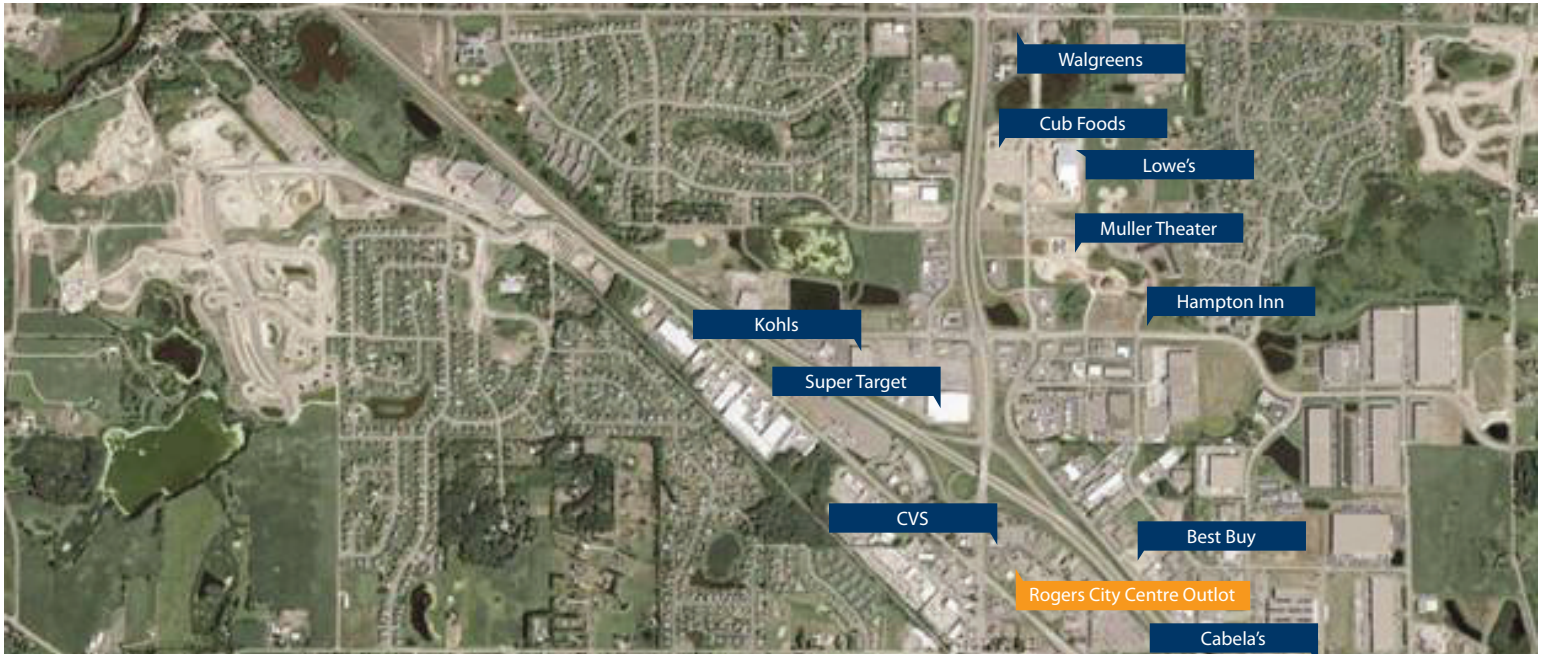 Walgreens
Cub Foods
Lowe's
Muller Theater
Hampton Inn
Kohls
Super Target
CVS
Best Buy
Rogers City Centre Outlot
Cabela's